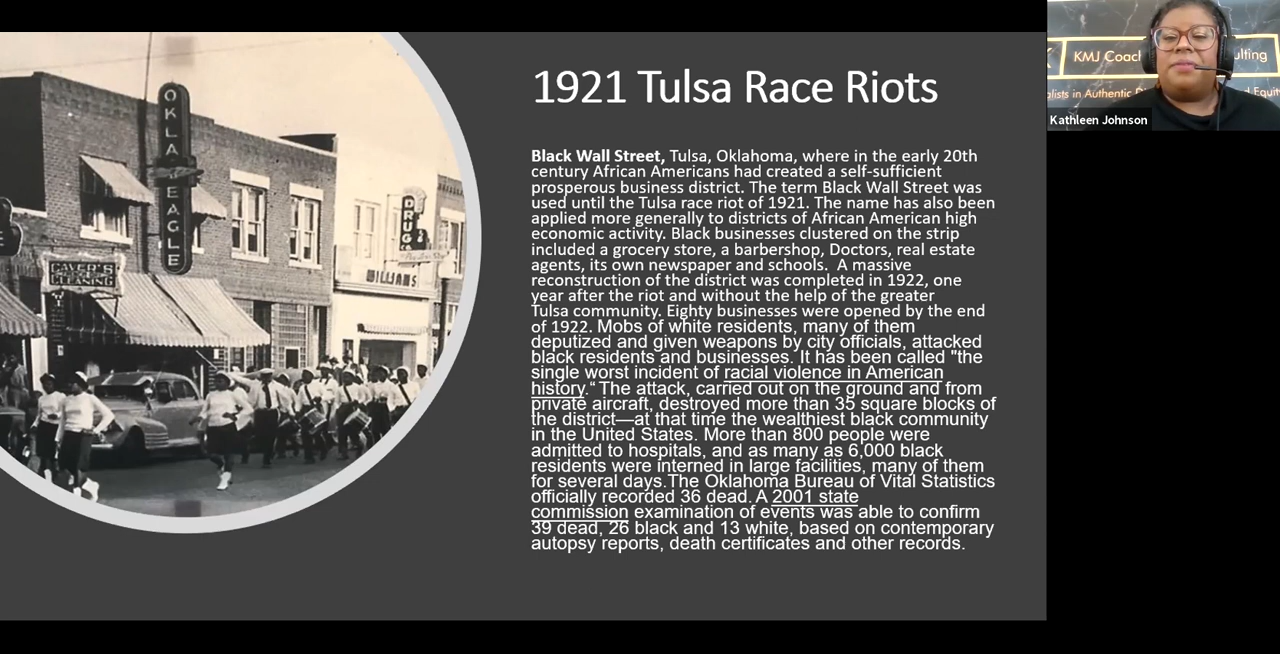 1921 Tulsa Race Riots
Black Wall Street, Tulsa, Oklahoma, where in the early 20th
century African Americans had created a self-sufficient
prosperous business district. The term Black Wall Street was
used until the Tulsa race riot of 1921. The name has also been
applied more generally to districts of African American high
economic activity. Black businesses clustered on the strip
included a grocery store, a barbershop, Doctors, real estate
agents, its own newspaper and schools.  A massive
reconstruction of the district was completed in 1922, one
year after the riot and without the help of the greater
Tulsa community. Eighty businesses were opened by the end
of 1922. Mobs of white residents, many of them
deputized and given weapons by city officials, attacked
black residents and businesses. It has been called "the
single worst incident of racial violence in American
history.“ The attack, carried out on the ground and from
private aircraft, destroyed more than 35 square blocks of
the district—at that time the wealthiest black community
in the United States. More than 800 people were
admitted to hospitals, and as many as 6,000 black
residents were interned in large facilities, many of them
for several days.The Oklahoma Bureau of Vital Statistics
officially recorded 36 dead. A 2001 state
commission examination of events was able to confirm
39 dead, 26 black and 13 white, based on contemporary
autopsy reports, death certificates and other records.
OKLA
EAGLE
CLEANING
DRUG
WILLIAMS
KMJ Coach ulting
alists in Authentic Equity
Kathleen Johnson